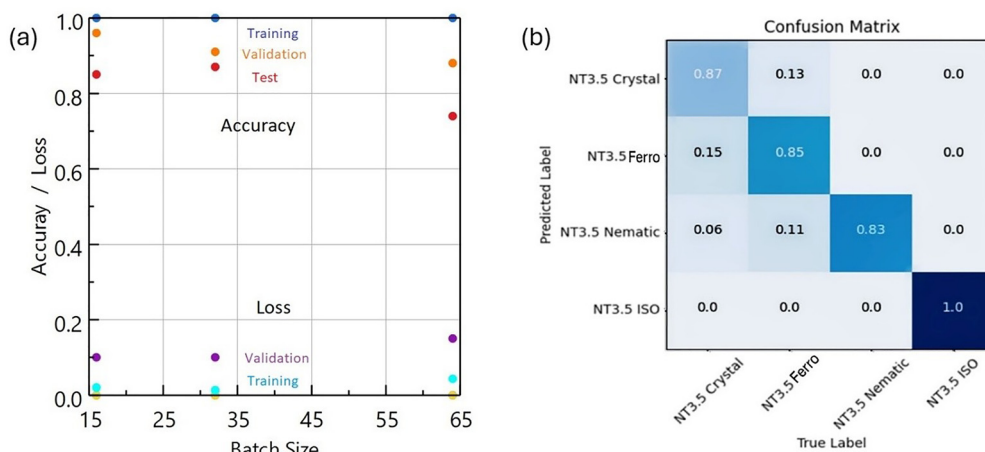 (a)
1.0
0.8
0.6
0.4
0.2
0.0
Accuray / Loss
Training
Validation
Test
Accuracy
Loss
Validation
Training
15 25 35 45 55 65
Batch Size
(b)
Confusion Matrix
Predicted Label
NT3.5 Crystal 0.87 0.13 0.0 0.0
NT3.5 Ferro 0.15 0.85 0.0 0.0
NT3.5 Nematic 0.06 0.11 0.83 0.0
NT3.5 ISO 0.0 0.0 0.0 1.0
NT3.5 Crystal NT3.5 Ferro NT3.5 Nematic NT3.5 ISO
True Label